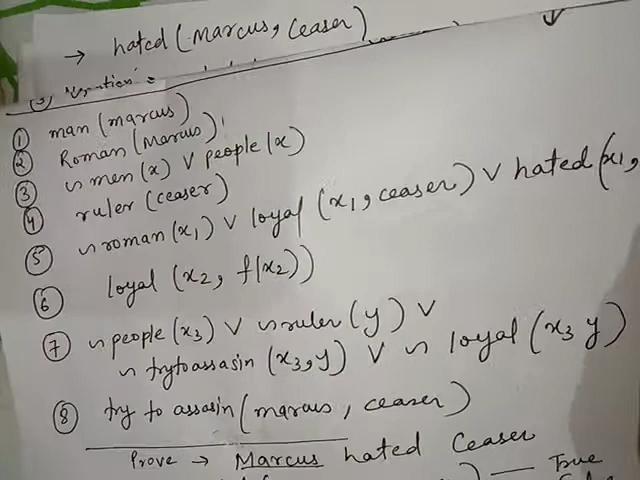 → hated (Marcus, Ceaser)
① man (marcus)
② Roman (Marcus)
③ ~ men (x) V people (x)
④ ruler (ceaser)
⑤ ~ roman (x₁) V loyal (x₁, ceaser) V hated (x₁,
⑥ loyal (x₂, f(x₂))
⑦ ~ people (x₃) V ~ ruler (y) V
~ trytoassasin (x₃, y) V ~ loyal (x₃ y)
⑧ try to assasin (marcus, ceaser)
Prove → Marcus hated Ceaser
) — True